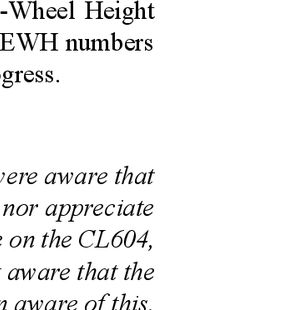 -Wheel Height
EWH numbers
gress.
were aware that
nor appreciate
on the CL604,
aware that the
aware of this.